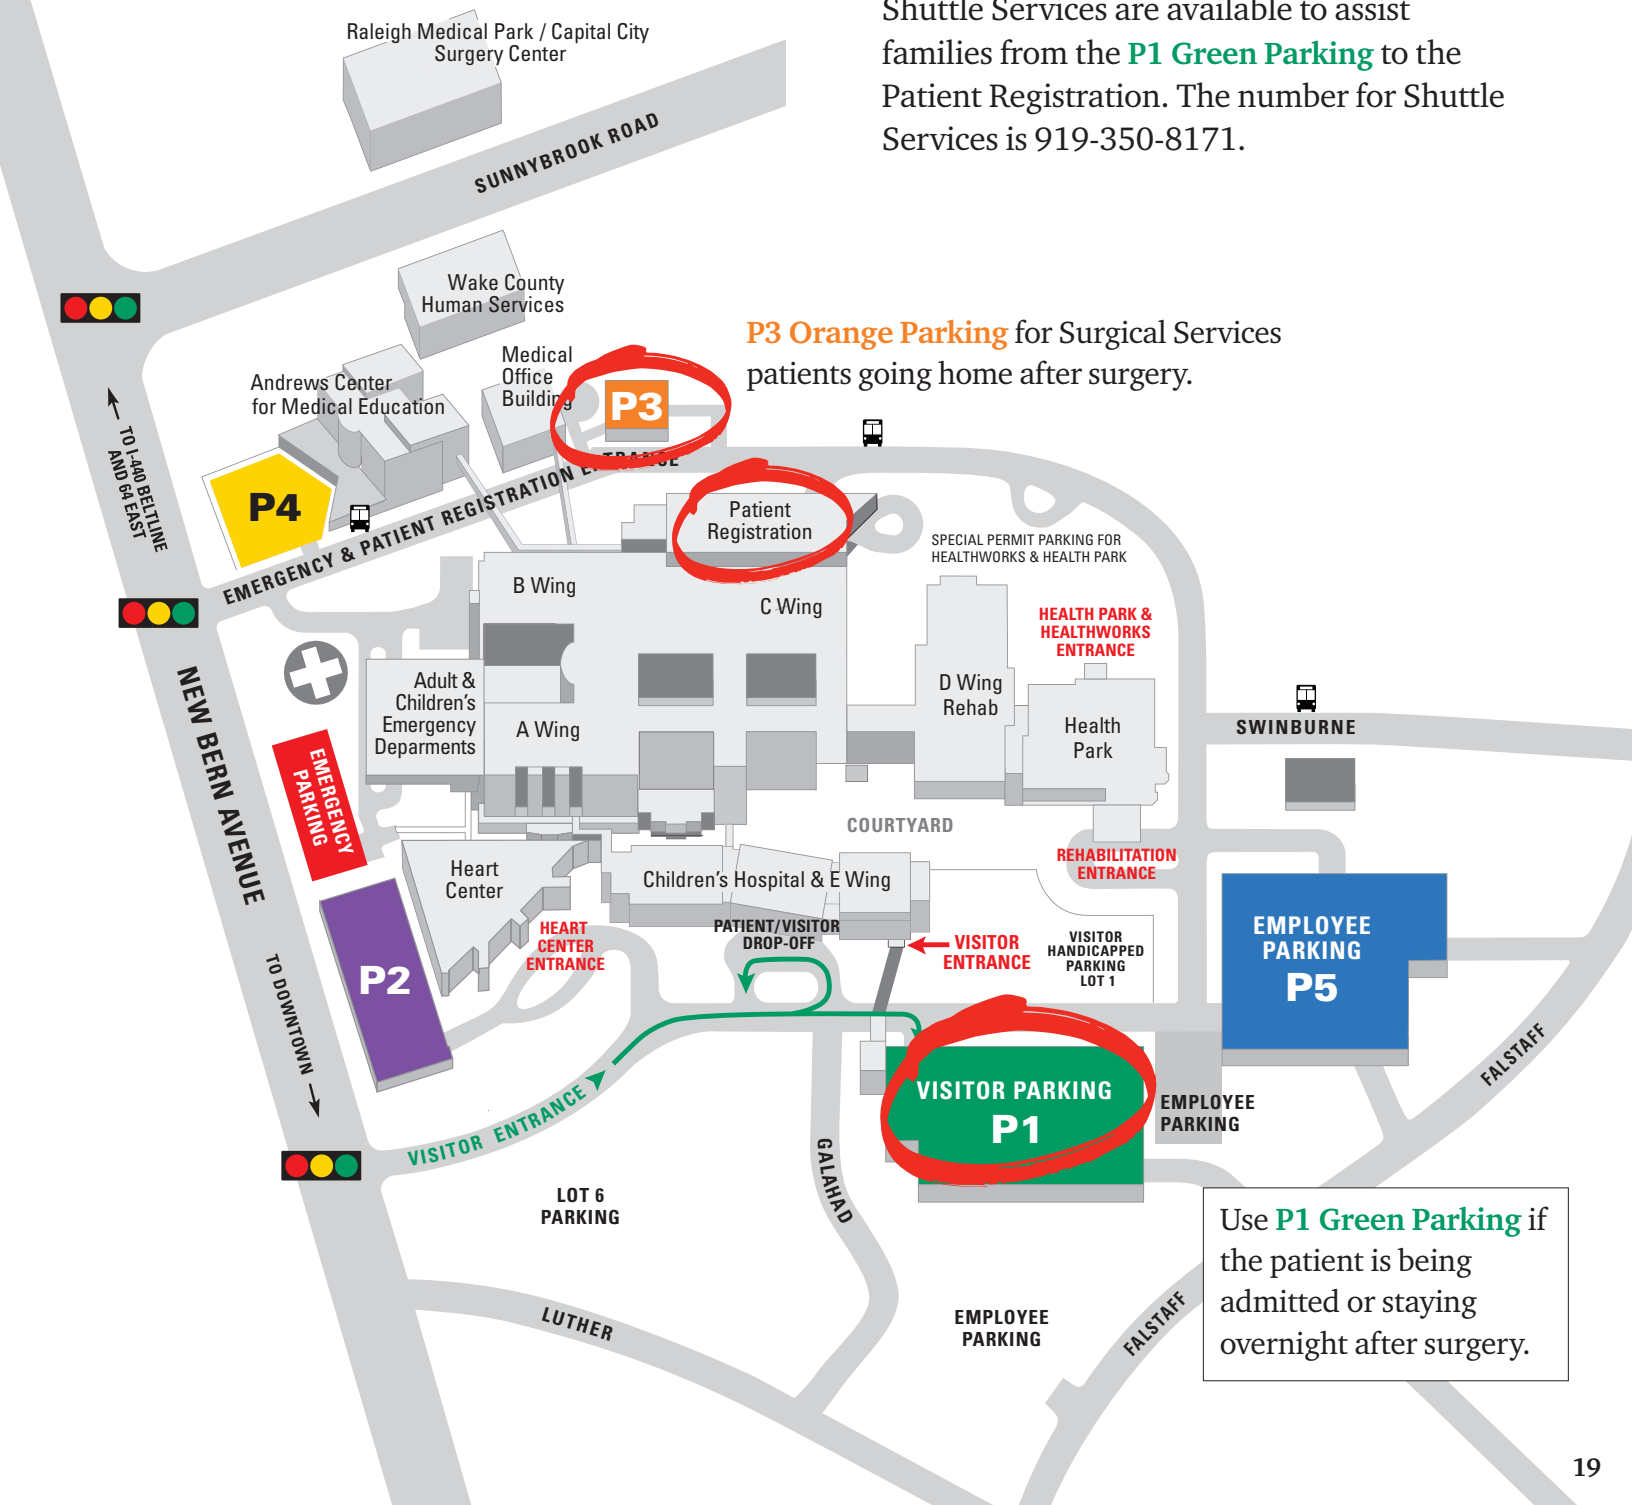 Shuttle Services are available to assist
families from the P1 Green Parking to the
Patient Registration. The number for Shuttle
Services is 919-350-8171.
Raleigh Medical Park / Capital City
Surgery Center
SUNNYBROOK ROAD
Wake County
Human Services
P3 Orange Parking for Surgical Services
patients going home after surgery.
Medical
Office
Building
P3
Andrews Center
for Medical Education
TO I-440 BELTLINE
AND 64 EAST
P4
EMERGENCY & PATIENT REGISTRATION ENTRANCE
Patient
Registration
SPECIAL PERMIT PARKING FOR
HEALTHWORKS & HEALTH PARK
B Wing
C Wing
HEALTH PARK &
HEALTHWORKS
ENTRANCE
NEW BERN AVENUE
Adult &
Children's
Emergency
Deparments
A Wing
D Wing
Rehab
Health
Park
SWINBURNE
EMERGENCY
PARKING
COURTYARD
REHABILITATION
ENTRANCE
Heart
Center
Children's Hospital & E Wing
HEART
CENTER
ENTRANCE
PATIENT/VISITOR
DROP-OFF
VISITOR
ENTRANCE
VISITOR
HANDICAPPED
PARKING
LOT 1
EMPLOYEE
PARKING
P5
P2
TO DOWNTOWN
VISITOR ENTRANCE
VISITOR PARKING
P1
EMPLOYEE
PARKING
FALSTAFF
GALAHAD
LOT 6
PARKING
Use P1 Green Parking if
the patient is being
admitted or staying
overnight after surgery.
LUTHER
EMPLOYEE
PARKING
FALSTAFF
19